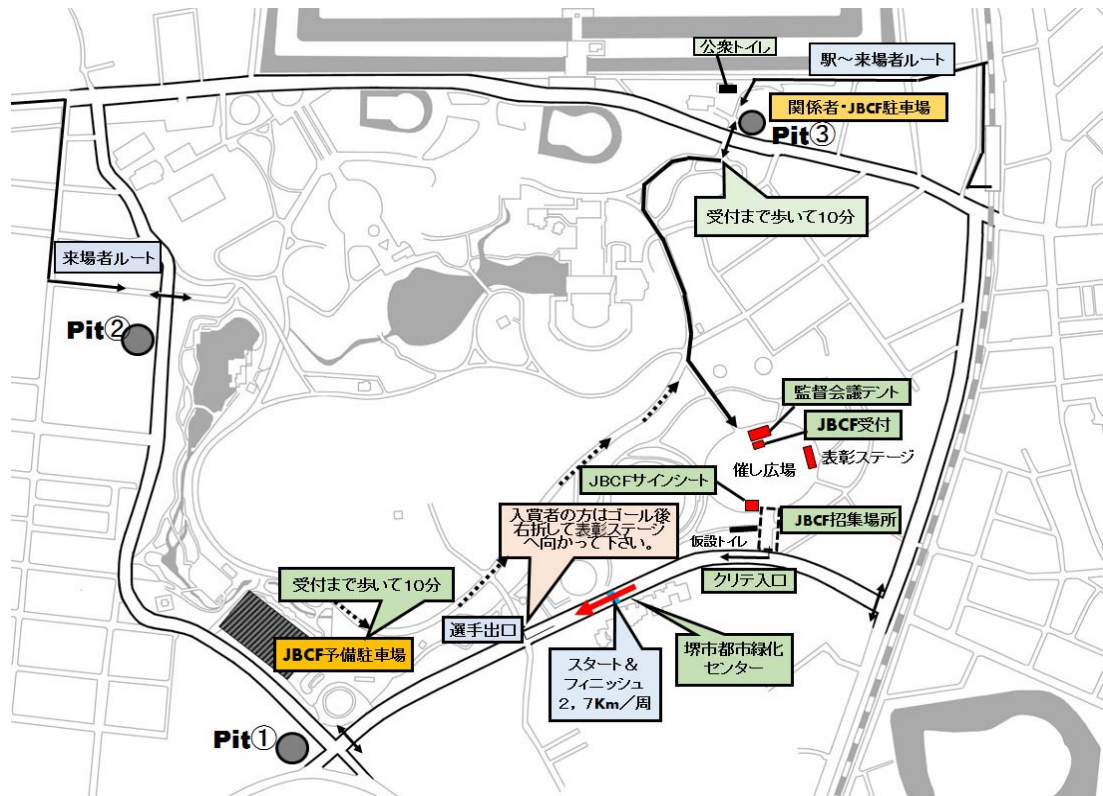 公衆トイレ
駅～来場者ルート
関係者・JBCF駐車場
Pit③
受付まで歩いて10分
来場者ルート
Pit②
監督会議テント
JBCF受付
催し広場
表彰ステージ
JBCFサインシート
JBCF招集場所
仮設トイレ
入賞者の方はゴール後
右折して表彰ステージ
へ向かって下さい。
クリテ入口
受付まで歩いて10分
選手出口
JBCF予備駐車場
スタート＆
フィニッシュ
2，7Km／周
堺市都市緑化
センター
Pit①